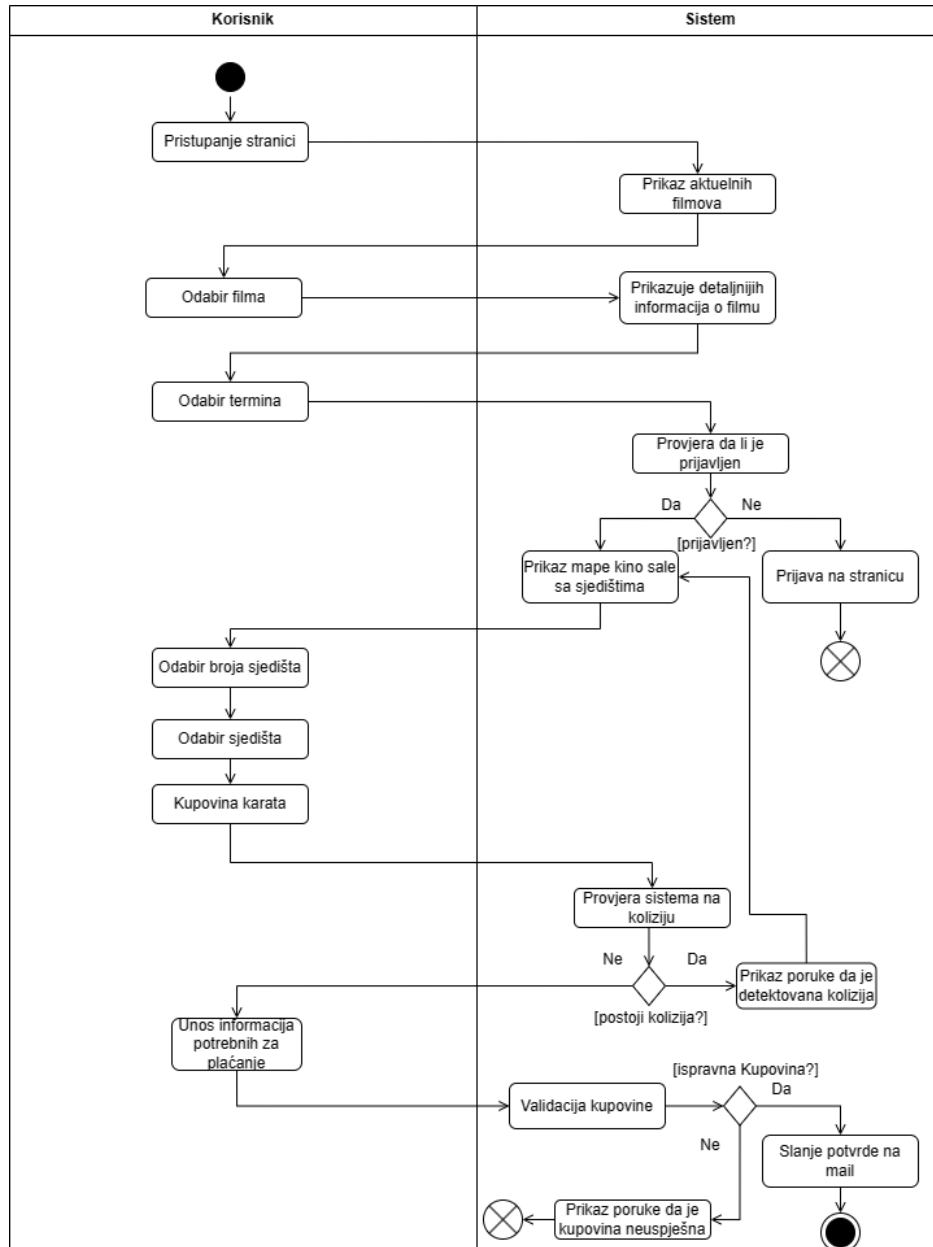 Korisnik
Sistem
Pristupanje stranici
Prikaz aktuelnih
filmova
Odabir filma
Prikazuje detaljnijih
informacija o filmu
Odabir termina
Provjera da li je
prijavljen
Da
Ne
[prijavljen?]
Prikaz mape kino sale
sa sjedištima
Prijava na stranicu
Odabir broja sjedišta
Odabir sjedišta
Kupovina karata
Provjera sistema na
koliziju
Ne
Da
Prikaz poruke da je
detektovana kolizija
[postoji kolizija?]
Unos informacija
potrebnih za
plaćanje
[ispravna Kupovina?]
Da
Validacija kupovine
Ne
Slanje potvrde na
mail
Prikaz poruke da je
kupovina neuspješna